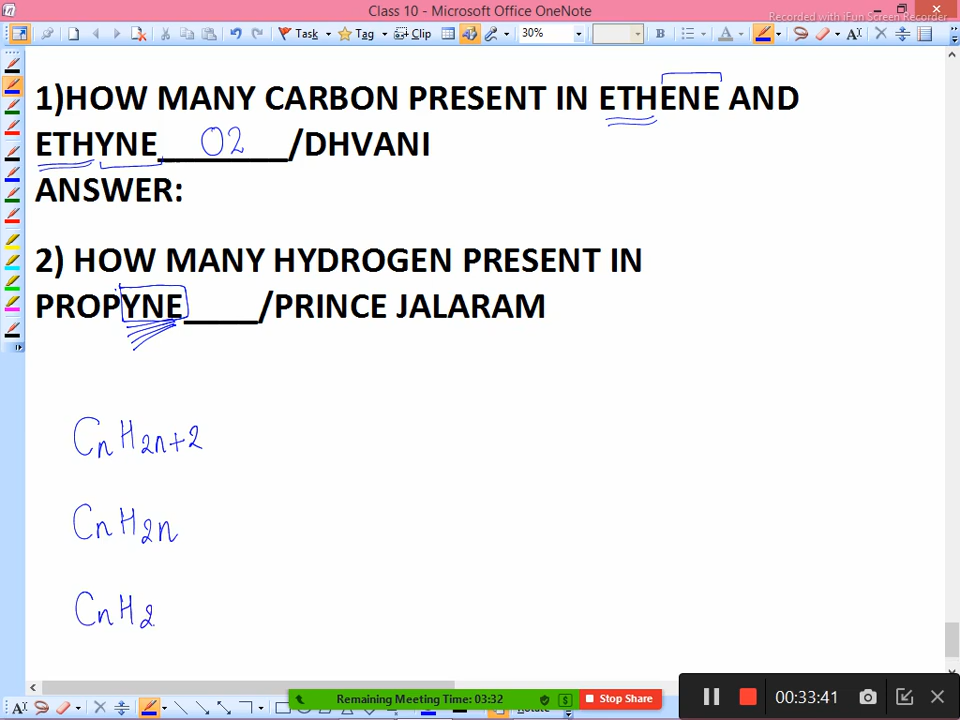 Class 10 - Microsoft Office OneNote
Recorded with iFun Screen Recorder
Task Tag Clip 30% B A
1)HOW MANY CARBON PRESENT IN ETHENE AND
ETHYNE_______/DHVANI
02
ANSWER:
2) HOW MANY HYDROGEN PRESENT IN
PROPYNE____/PRINCE JALARAM
CnH2n+2
CnH2n
CnH2
Remaining Meeting Time: 03:32 Stop Share
00:33:41